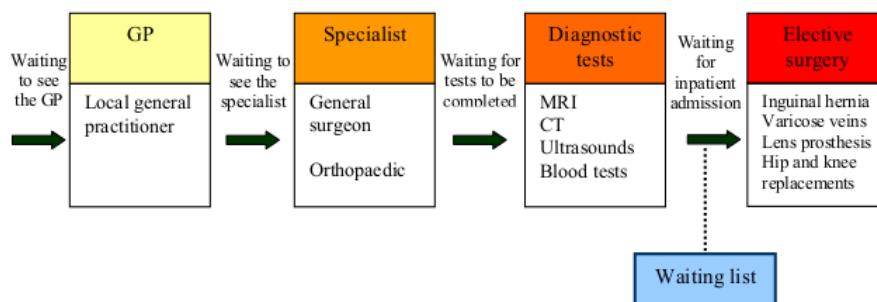 Waiting
to see
the GP
GP
Local general
practitioner
Waiting to
see the
specialist
Specialist
General
surgeon
Orthopaedic
Waiting for
tests to be
completed
Diagnostic
tests
MRI
CT
Ultrasounds
Blood tests
Waiting
for
inpatient
admission
Elective
surgery
Inguinal hernia
Varicose veins
Lens prosthesis
Hip and knee
replacements
Waiting list